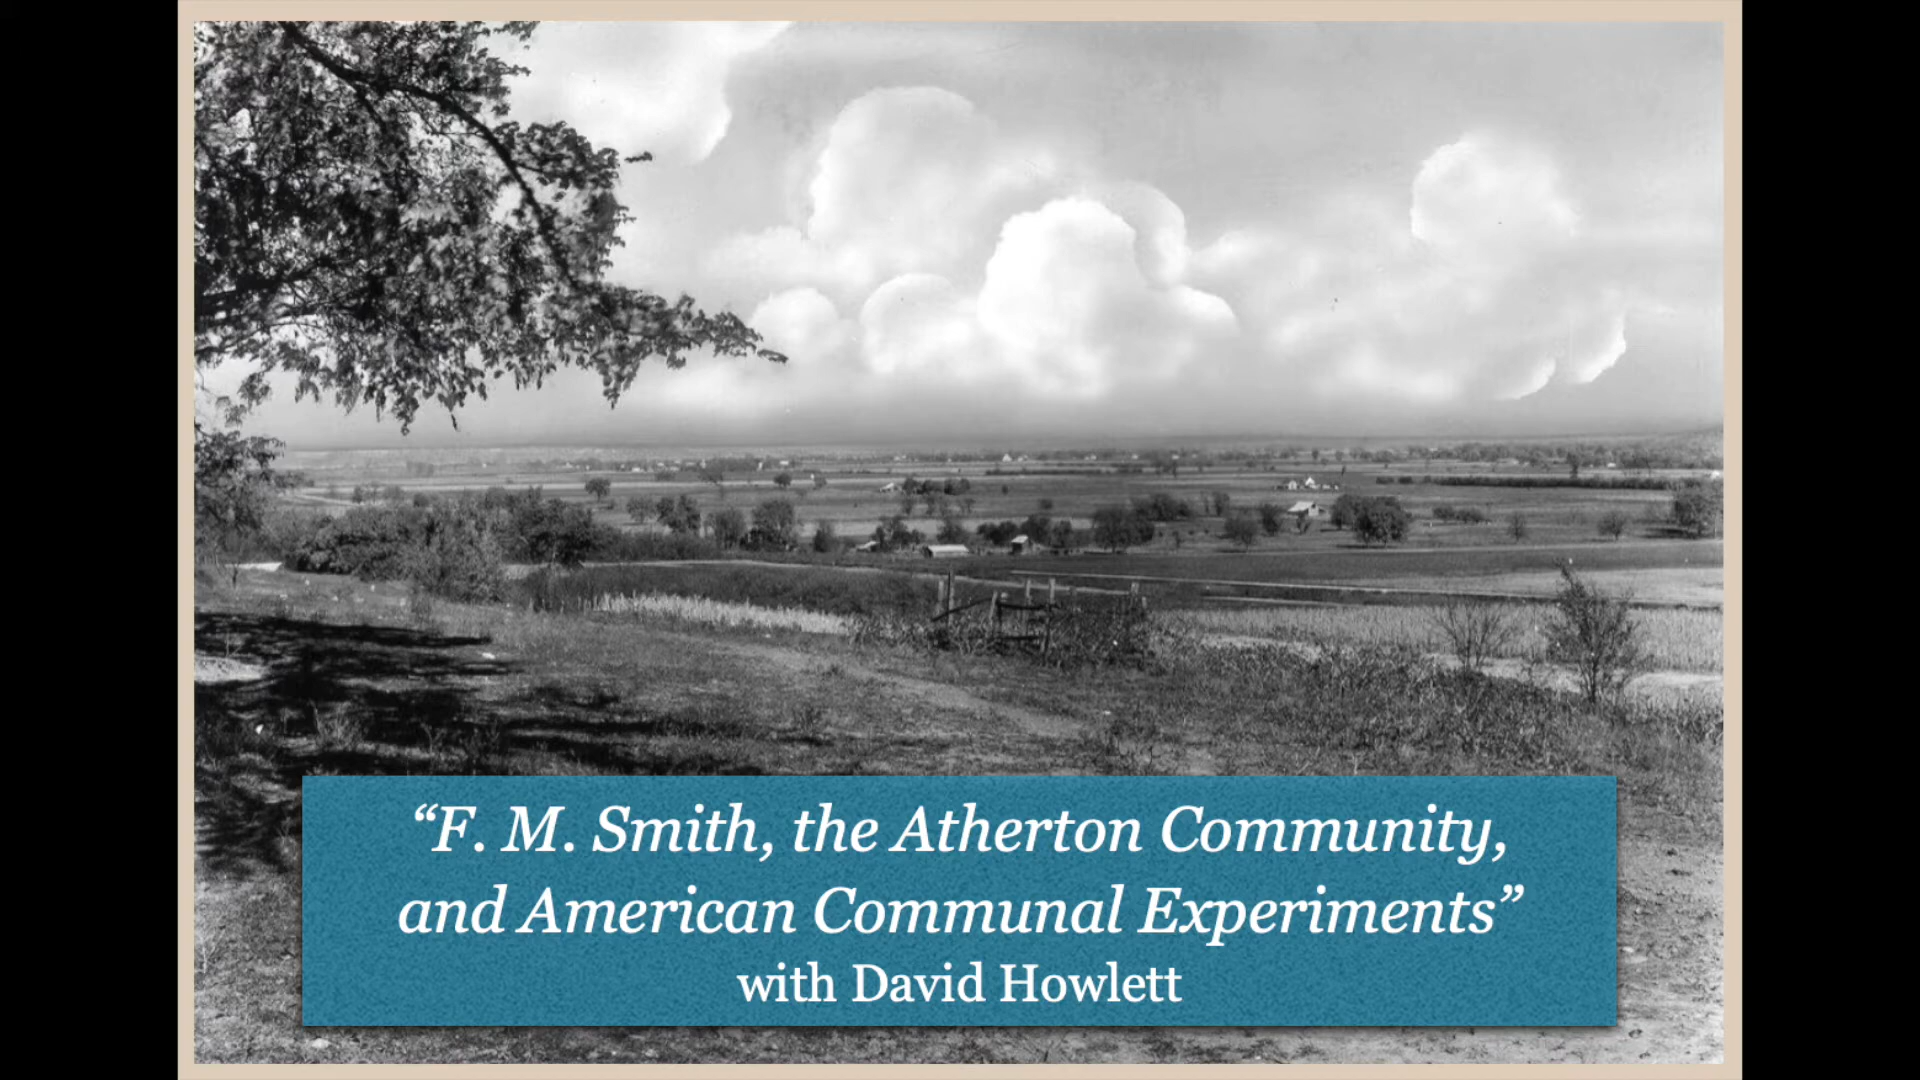 “F. M. Smith, the Atherton Community,
and American Communal Experiments”
with David Howlett